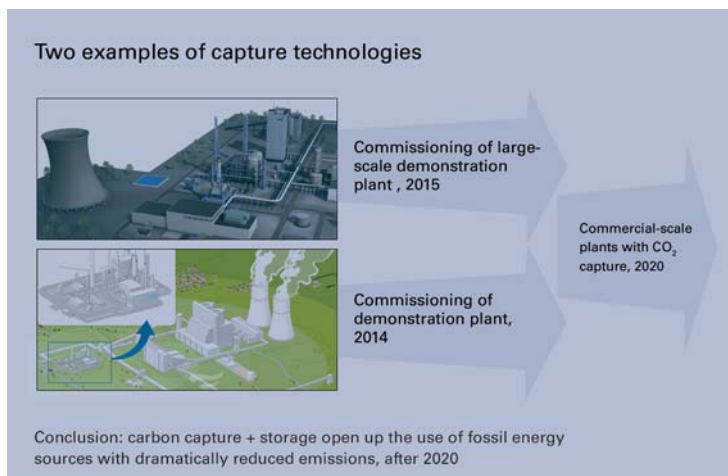 Two examples of capture technologies
Commissioning of large-
scale demonstration
plant , 2015
Commissioning of
demonstration plant,
2014
Commercial-scale
plants with CO₂
capture, 2020
Conclusion: carbon capture + storage open up the use of fossil energy
sources with dramatically reduced emissions, after 2020